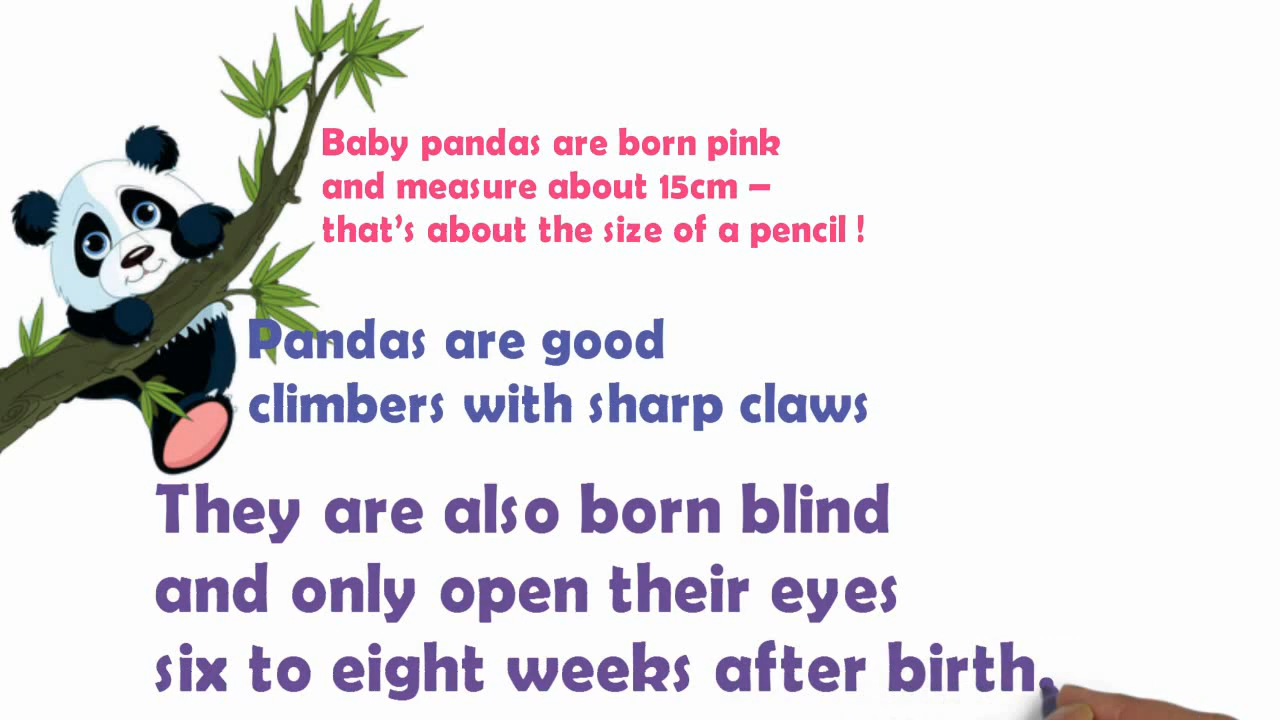 Baby pandas are born pink
and measure about 15cm –
that’s about the size of a pencil !
Pandas are good
climbers with sharp claws
They are also born blind
and only open their eyes
six to eight weeks after birth.